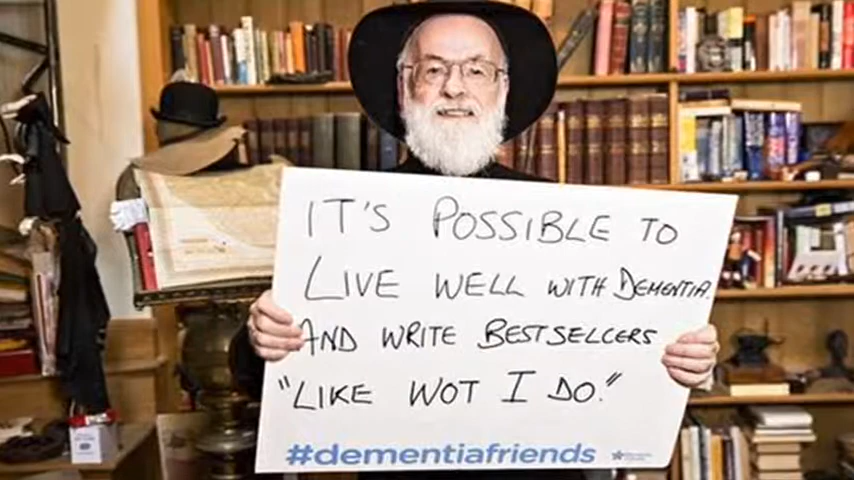 IT'S POSSIBLE TO
LIVE WELL WITH DEMENTIA.
AND WRITE BESTSELLERS
"LIKE WOT I DO."
#dementiafriends